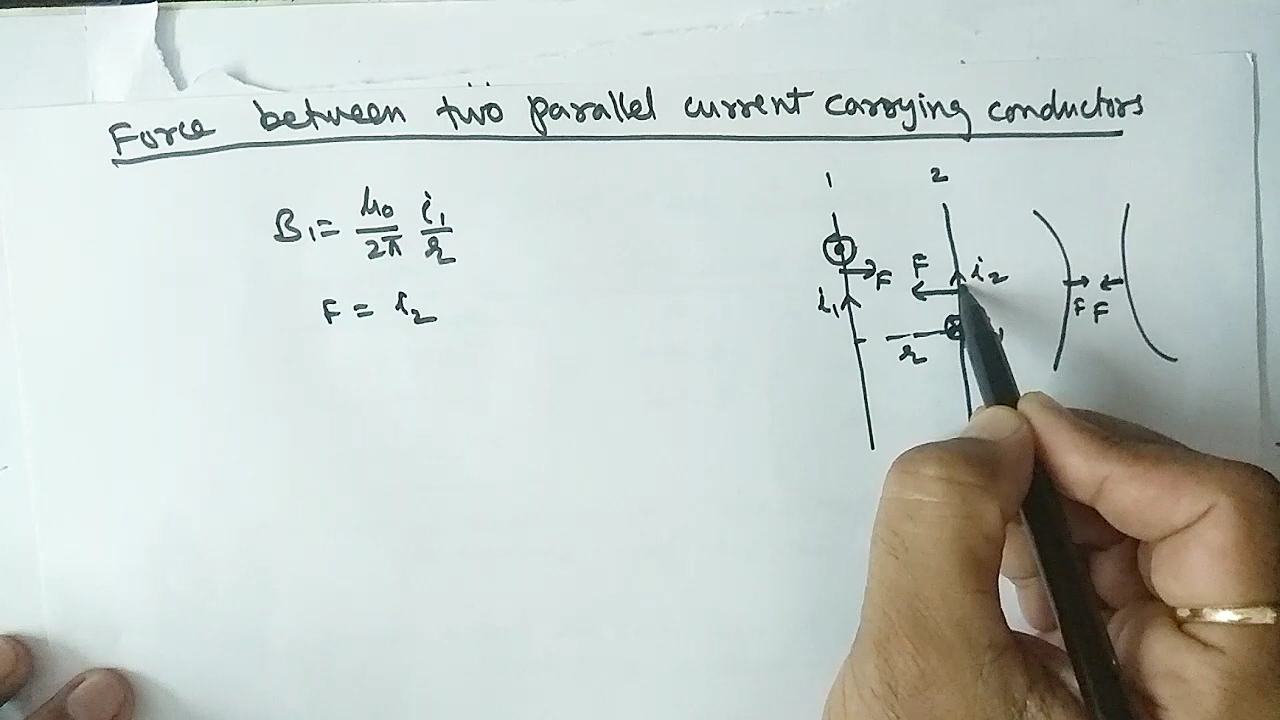 Force between two parallel current carrying conductors
B₁ = μ₀/2π i₁/r
F = i₂
1 2
F F i₂
i₁
r
F F